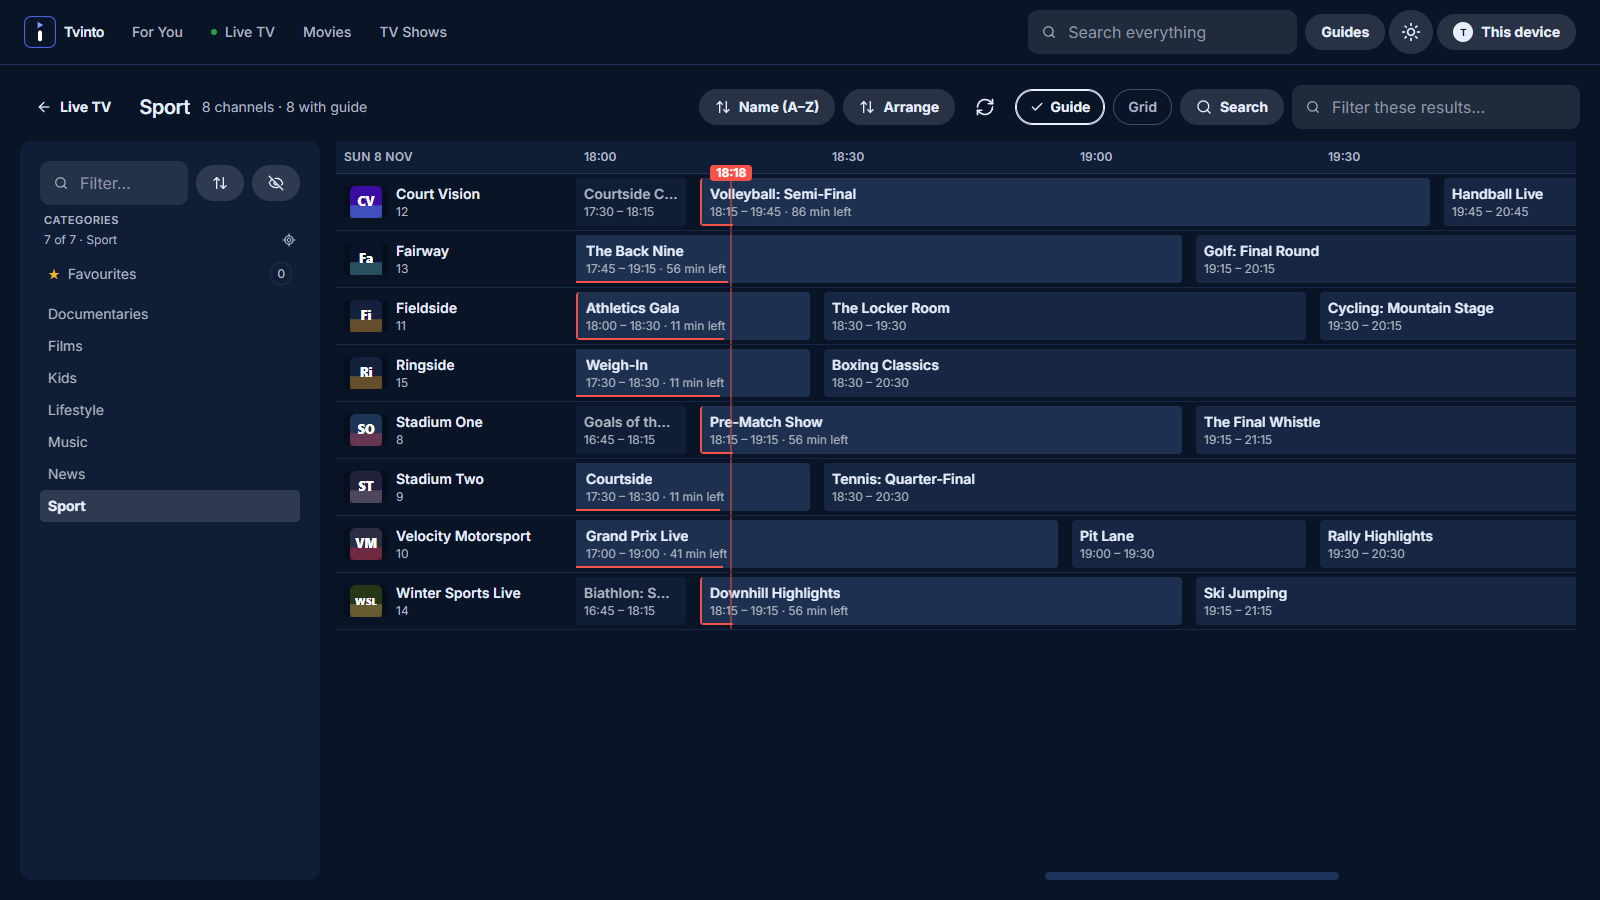 Tvinto
For You
Live TV
Movies
TV Shows
Search everything
Guides
T
This device
Live TV
Sport
8 channels · 8 with guide
Name (A–Z)
Arrange
Guide
Grid
Search
Filter these results...
Filter...
CATEGORIES
7 of 7 · Sport
★ Favourites
0
Documentaries
Films
Kids
Lifestyle
Music
News
Sport
SUN 8 NOV
18:00
18:30
19:00
19:30
18:18
CV
Court Vision
12
Courtside C...
17:30 – 18:15
Volleyball: Semi-Final
18:15 – 19:45 · 86 min left
Handball Live
19:45 – 20:45
Fa
Fairway
13
The Back Nine
17:45 – 19:15 · 56 min left
Golf: Final Round
19:15 – 20:15
Fi
Fieldside
11
Athletics Gala
18:00 – 18:30 · 11 min left
The Locker Room
18:30 – 19:30
Cycling: Mountain Stage
19:30 – 20:15
Ri
Ringside
15
Weigh-In
17:30 – 18:30 · 11 min left
Boxing Classics
18:30 – 20:30
SO
Stadium One
8
Goals of th...
16:45 – 18:15
Pre-Match Show
18:15 – 19:15 · 56 min left
The Final Whistle
19:15 – 21:15
ST
Stadium Two
9
Courtside
17:30 – 18:30 · 11 min left
Tennis: Quarter-Final
18:30 – 20:30
VM
Velocity Motorsport
10
Grand Prix Live
17:00 – 19:00 · 41 min left
Pit Lane
19:00 – 19:30
Rally Highlights
19:30 – 20:30
WSL
Winter Sports Live
14
Biathlon: S...
16:45 – 18:15
Downhill Highlights
18:15 – 19:15 · 56 min left
Ski Jumping
19:15 – 21:15